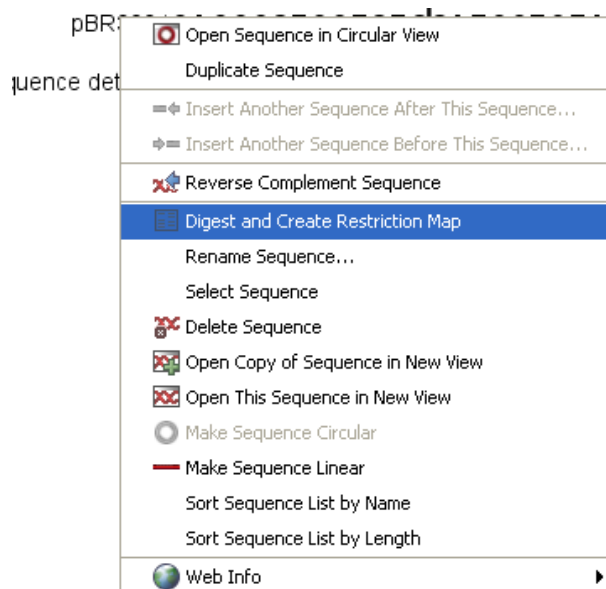 pBR
Open Sequence in Circular View
quence det
Duplicate Sequence
Insert Another Sequence After This Sequence...
Insert Another Sequence Before This Sequence...
Reverse Complement Sequence
Digest and Create Restriction Map
Rename Sequence...
Select Sequence
Delete Sequence
Open Copy of Sequence in New View
Open This Sequence in New View
Make Sequence Circular
Make Sequence Linear
Sort Sequence List by Name
Sort Sequence List by Length
Web Info